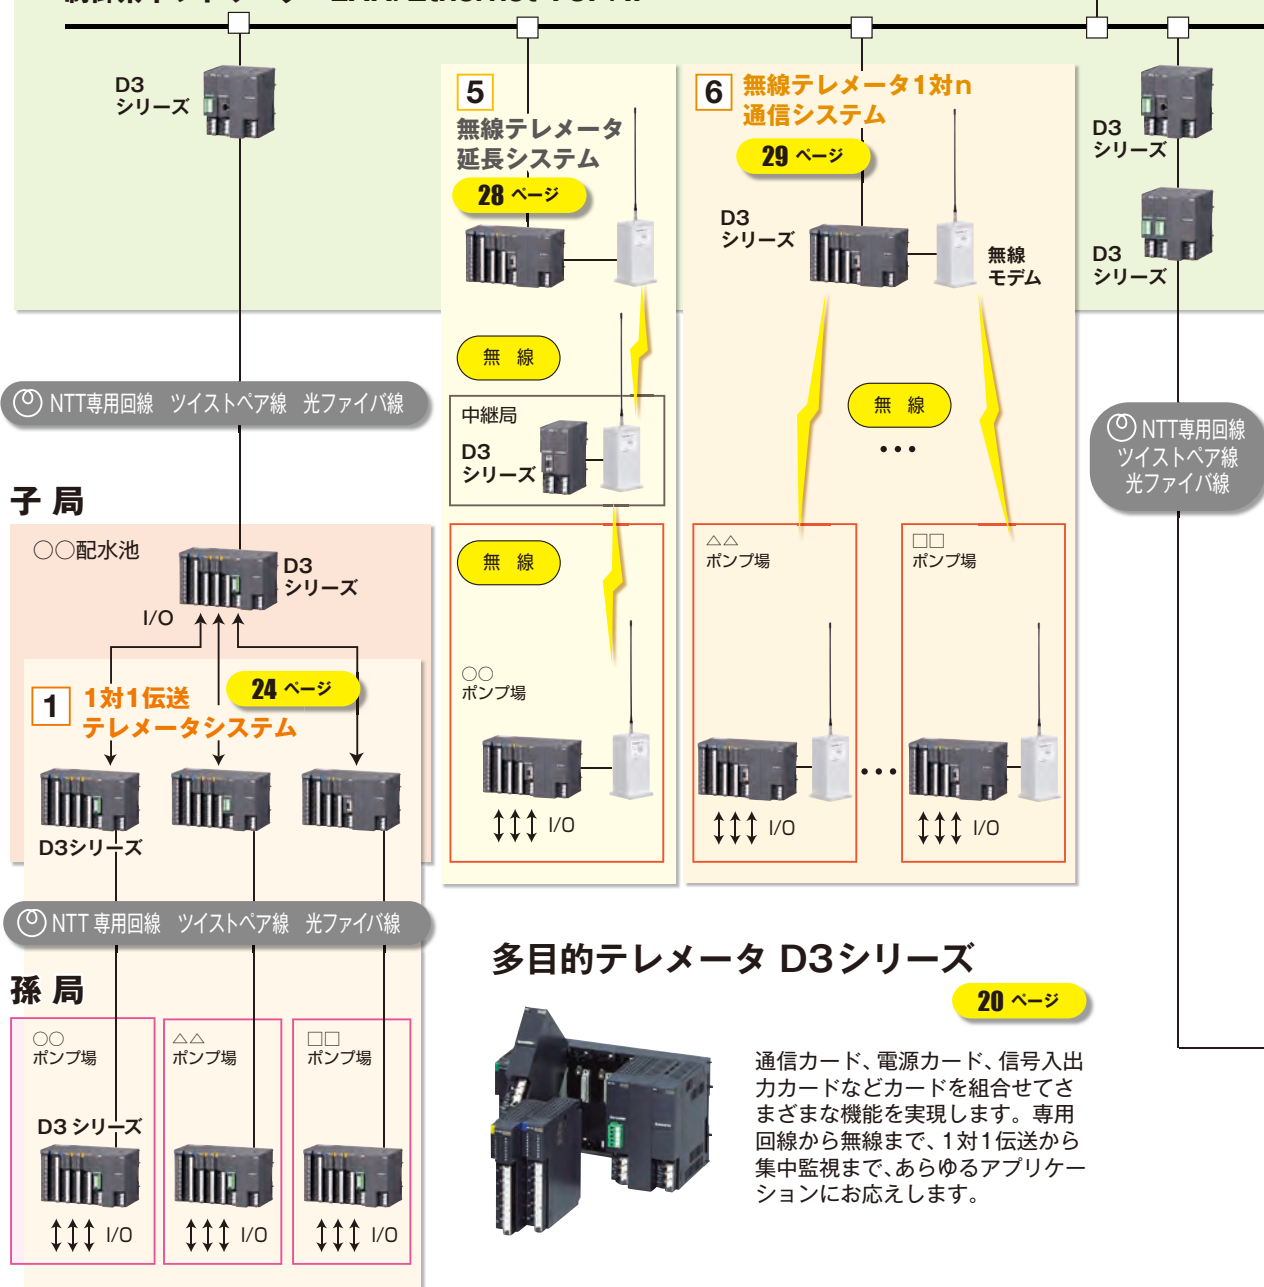 D3
シリーズ
5
無線テレメータ
延長システム
28 ページ
6
無線テレメータ1対n
通信システム
29 ページ
D3
シリーズ
無線
モデム
D3
シリーズ
D3
シリーズ
無 線
中継局
D3
シリーズ
無 線
○○
ポンプ場
I/O
無 線
・・・
△△
ポンプ場
□□
ポンプ場
・・・
I/O
I/O
NTT専用回線 ツイストペア線 光ファイバ線
NTT専用回線
ツイストペア線
光ファイバ線
子 局
○○配水池
D3
シリーズ
I/O
1
1対1伝送
テレメータシステム
24 ページ
D3シリーズ
NTT 専用回線 ツイストペア線 光ファイバ線
孫 局
○○
ポンプ場
△△
ポンプ場
□□
ポンプ場
D3 シリーズ
I/O
I/O
I/O
多目的テレメータ D3シリーズ
20 ページ
通信カード、電源カード、信号入出
力カードなどカードを組合せてさ
まざまな機能を実現します。専用
回線から無線まで、1対1伝送から
集中監視まで、あらゆるアプリケー
ションにお応えします。